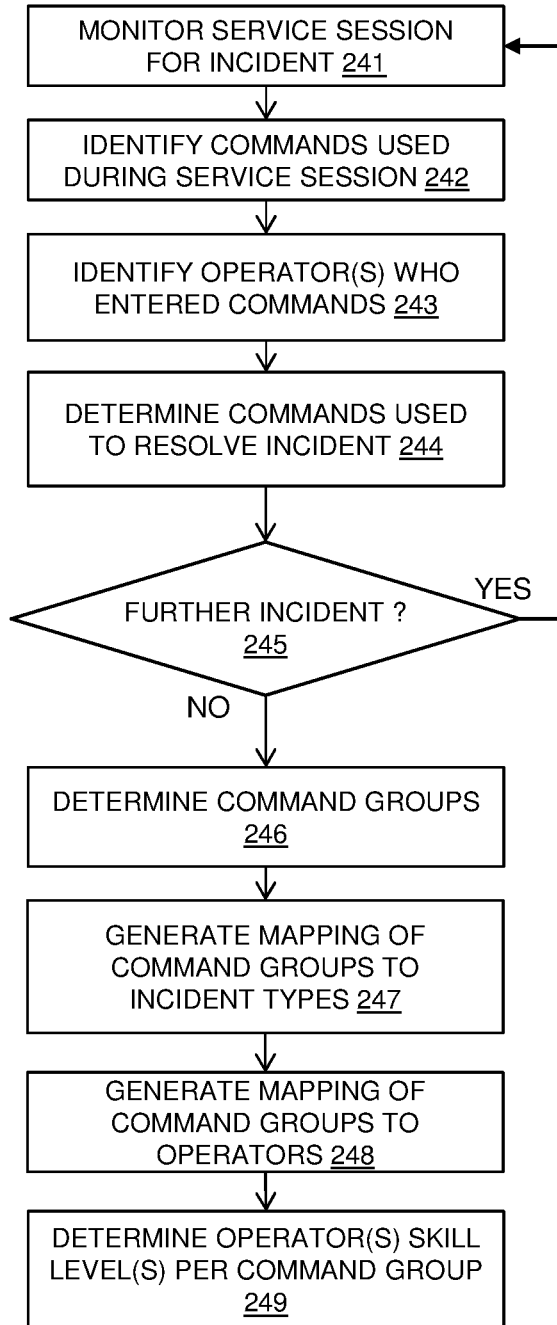 MONITOR SERVICE SESSION
FOR INCIDENT 241
IDENTIFY COMMANDS USED
DURING SERVICE SESSION 242
IDENTIFY OPERATOR(S) WHO
ENTERED COMMANDS 243
DETERMINE COMMANDS USED
TO RESOLVE INCIDENT 244
YES
FURTHER INCIDENT ?
245
NO
DETERMINE COMMAND GROUPS
246
GENERATE MAPPING OF
COMMAND GROUPS TO
INCIDENT TYPES 247
GENERATE MAPPING OF
COMMAND GROUPS TO
OPERATORS 248
DETERMINE OPERATOR(S) SKILL
LEVEL(S) PER COMMAND GROUP
249